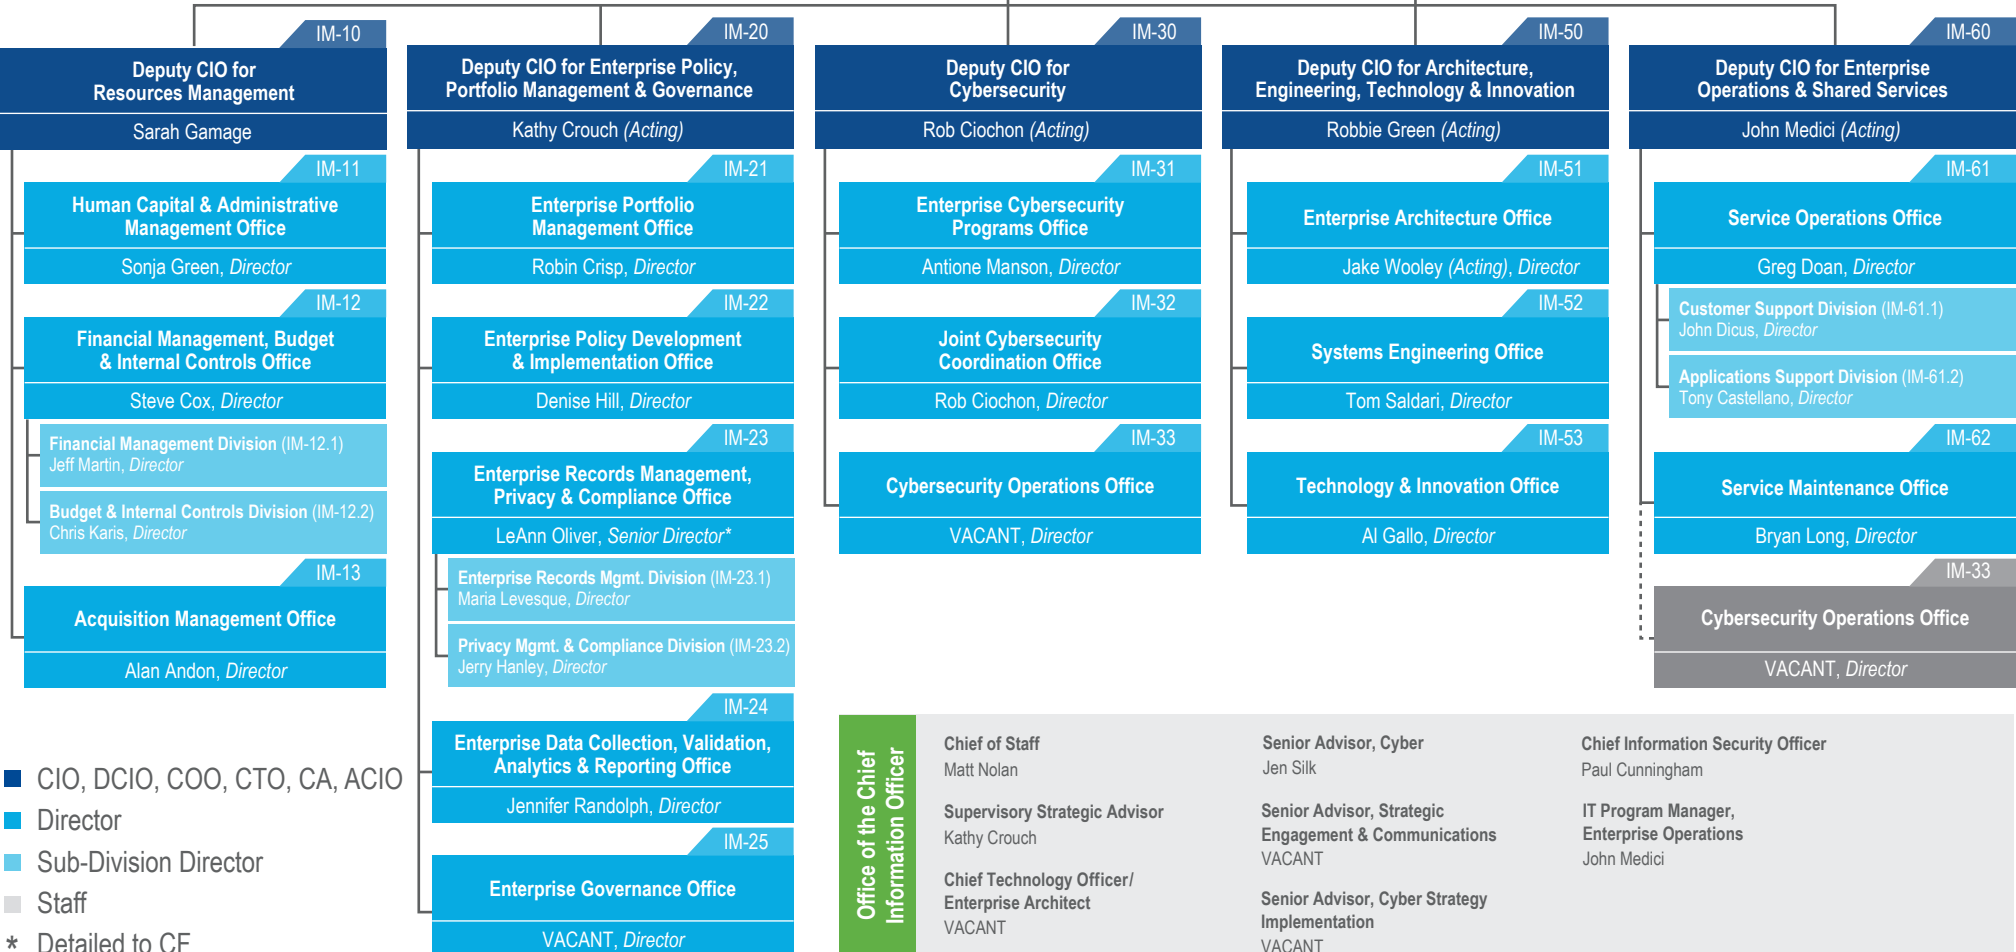 IM-10
Deputy CIO for
Resources Management
Sarah Gamage
IM-11
Human Capital & Administrative
Management Office
Sonja Green, Director
IM-12
Financial Management, Budget
& Internal Controls Office
Steve Cox, Director
Financial Management Division (IM-12.1)
Jeff Martin, Director
Budget & Internal Controls Division (IM-12.2)
Chris Karis, Director
IM-13
Acquisition Management Office
Alan Andon, Director
IM-20
Deputy CIO for Enterprise Policy,
Portfolio Management & Governance
Kathy Crouch (Acting)
IM-21
Enterprise Portfolio
Management Office
Robin Crisp, Director
IM-22
Enterprise Policy Development
& Implementation Office
Denise Hill, Director
IM-23
Enterprise Records Management,
Privacy & Compliance Office
LeAnn Oliver, Senior Director*
Enterprise Records Mgmt. Division (IM-23.1)
Maria Levesque, Director
Privacy Mgmt. & Compliance Division (IM-23.2)
Jerry Hanley, Director
IM-24
Enterprise Data Collection, Validation,
Analytics & Reporting Office
Jennifer Randolph, Director
IM-25
Enterprise Governance Office
VACANT, Director
IM-30
Deputy CIO for
Cybersecurity
Rob Ciochon (Acting)
IM-31
Enterprise Cybersecurity
Programs Office
Antione Manson, Director
IM-32
Joint Cybersecurity
Coordination Office
Rob Ciochon, Director
IM-33
Cybersecurity Operations Office
VACANT, Director
IM-50
Deputy CIO for Architecture,
Engineering, Technology & Innovation
Robbie Green (Acting)
IM-51
Enterprise Architecture Office
Jake Wooley (Acting), Director
IM-52
Systems Engineering Office
Tom Saldari, Director
IM-53
Technology & Innovation Office
Al Gallo, Director
IM-60
Deputy CIO for Enterprise
Operations & Shared Services
John Medici (Acting)
IM-61
Service Operations Office
Greg Doan, Director
Customer Support Division (IM-61.1)
John Dicus, Director
Applications Support Division (IM-61.2)
Tony Castellano, Director
IM-62
Service Maintenance Office
Bryan Long, Director
IM-33
Cybersecurity Operations Office
VACANT, Director
CIO, DCIO, COO, CTO, CA, ACIO
Director
Sub-Division Director
Staff
* Detailed to CF
Office of the Chief
Information Officer
Chief of Staff
Matt Nolan
Supervisory Strategic Advisor
Kathy Crouch
Chief Technology Officer/
Enterprise Architect
VACANT
Senior Advisor, Cyber
Jen Silk
Senior Advisor, Strategic
Engagement & Communications
VACANT
Senior Advisor, Cyber Strategy
Implementation
VACANT
Chief Information Security Officer
Paul Cunningham
IT Program Manager,
Enterprise Operations
John Medici